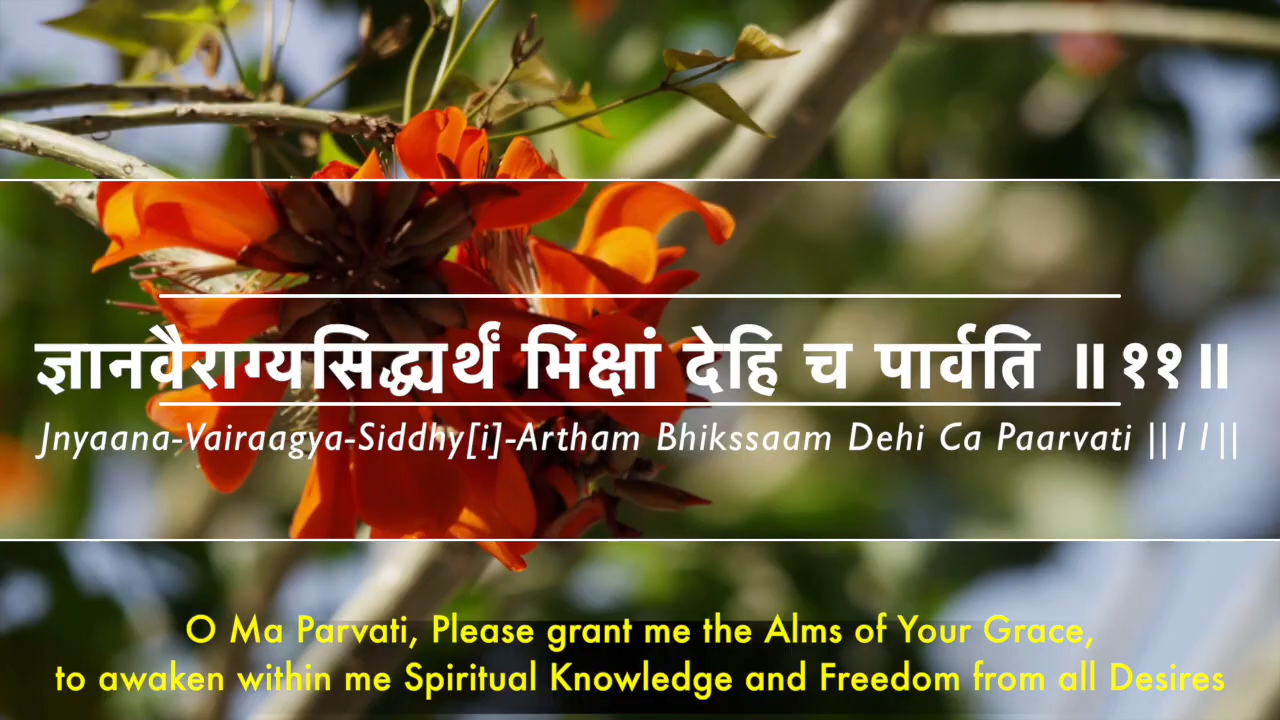 ज्ञानवैराग्यसिद्ध्यर्थं भिक्षां देहि च पार्वति ॥११॥
Jnyaana-Vairaagya-Siddhy[i]-Artham Bhikssaam Dehi Ca Paarvati ||11||
O Ma Parvati, Please grant me the Alms of Your Grace,
to awaken within me Spiritual Knowledge and Freedom from all Desires